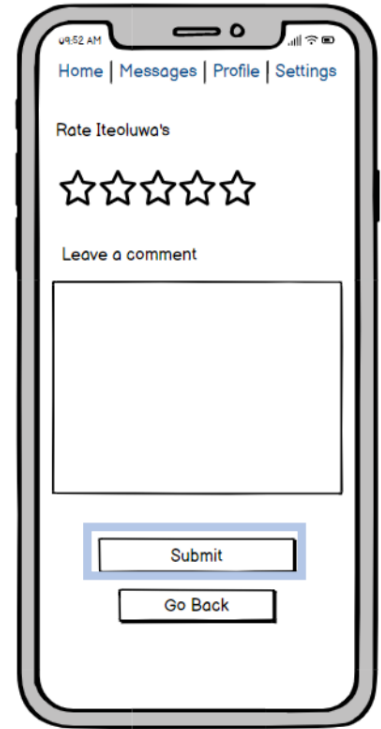 09:52 AM
Home | Messages | Profile | Settings
Rate Iteoluwa's
Leave a comment
Submit
Go Back